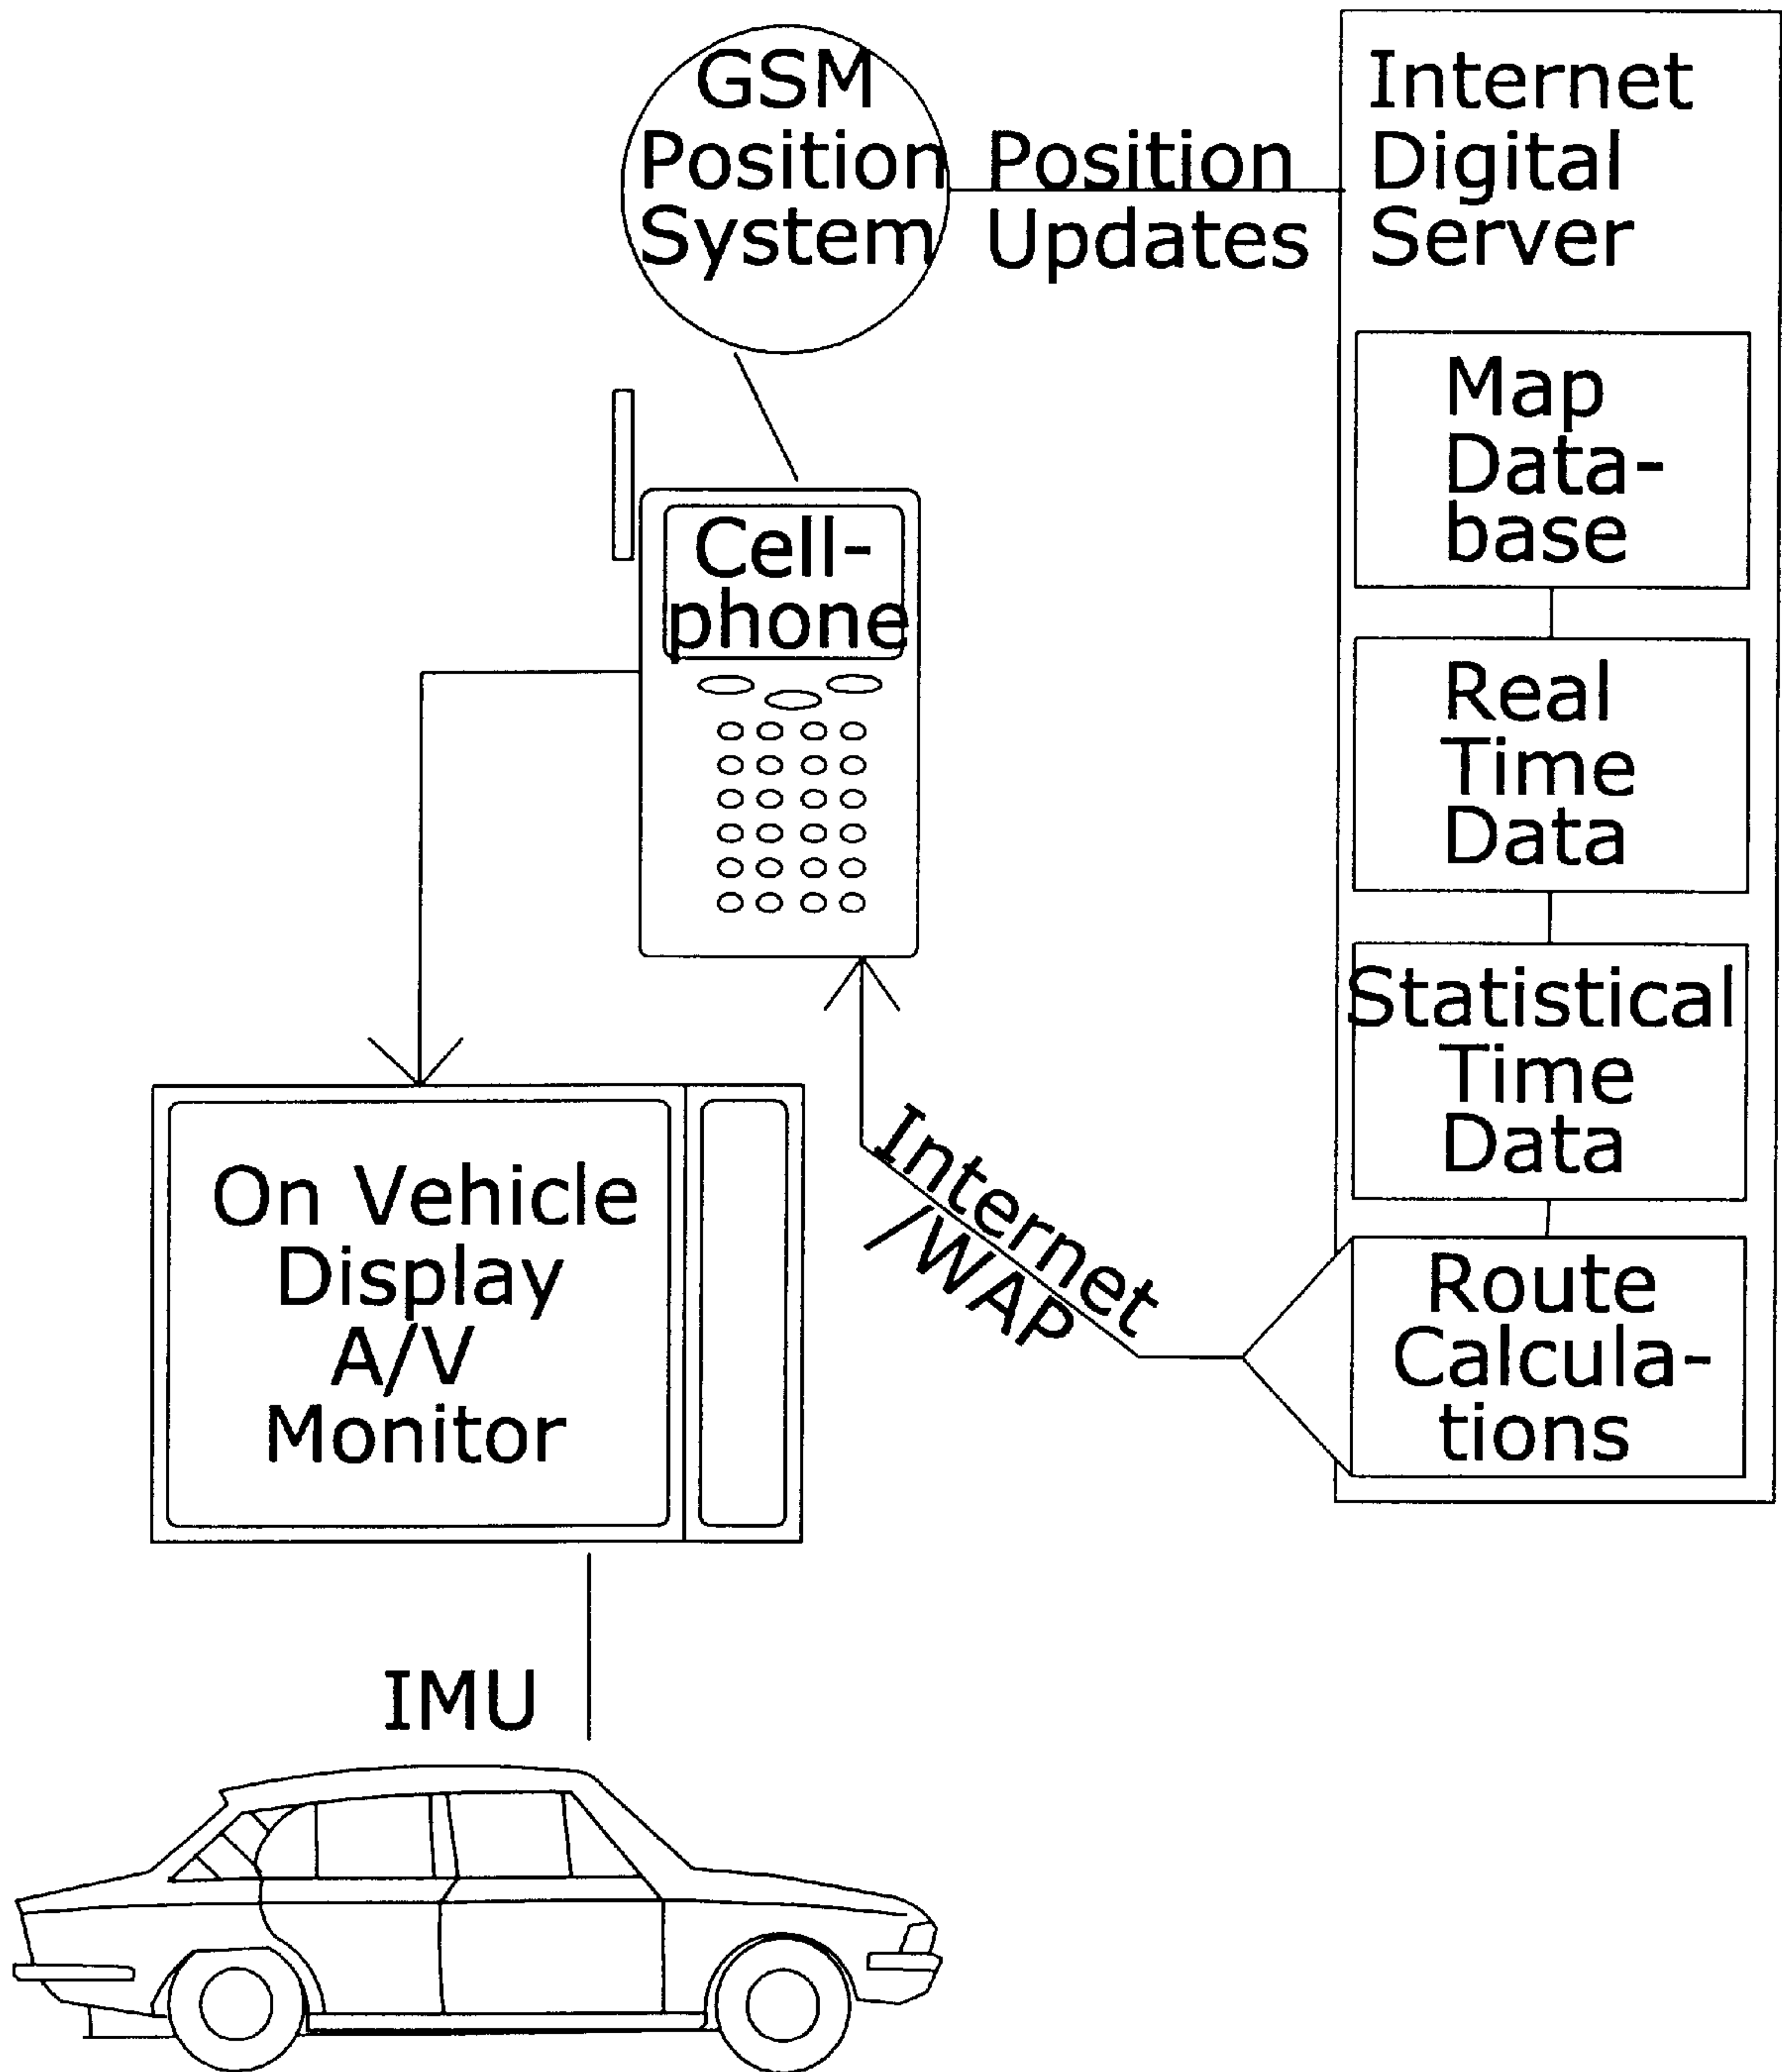 GSM
Position
System
Position
Updates
Internet
Digital
Server
Map
Data-
base
Real
Time
Data
Statistical
Time
Data
Route
Calcula-
tions
Cell-
phone
Internet
/WAP
On Vehicle
Display
A/V
Monitor
IMU